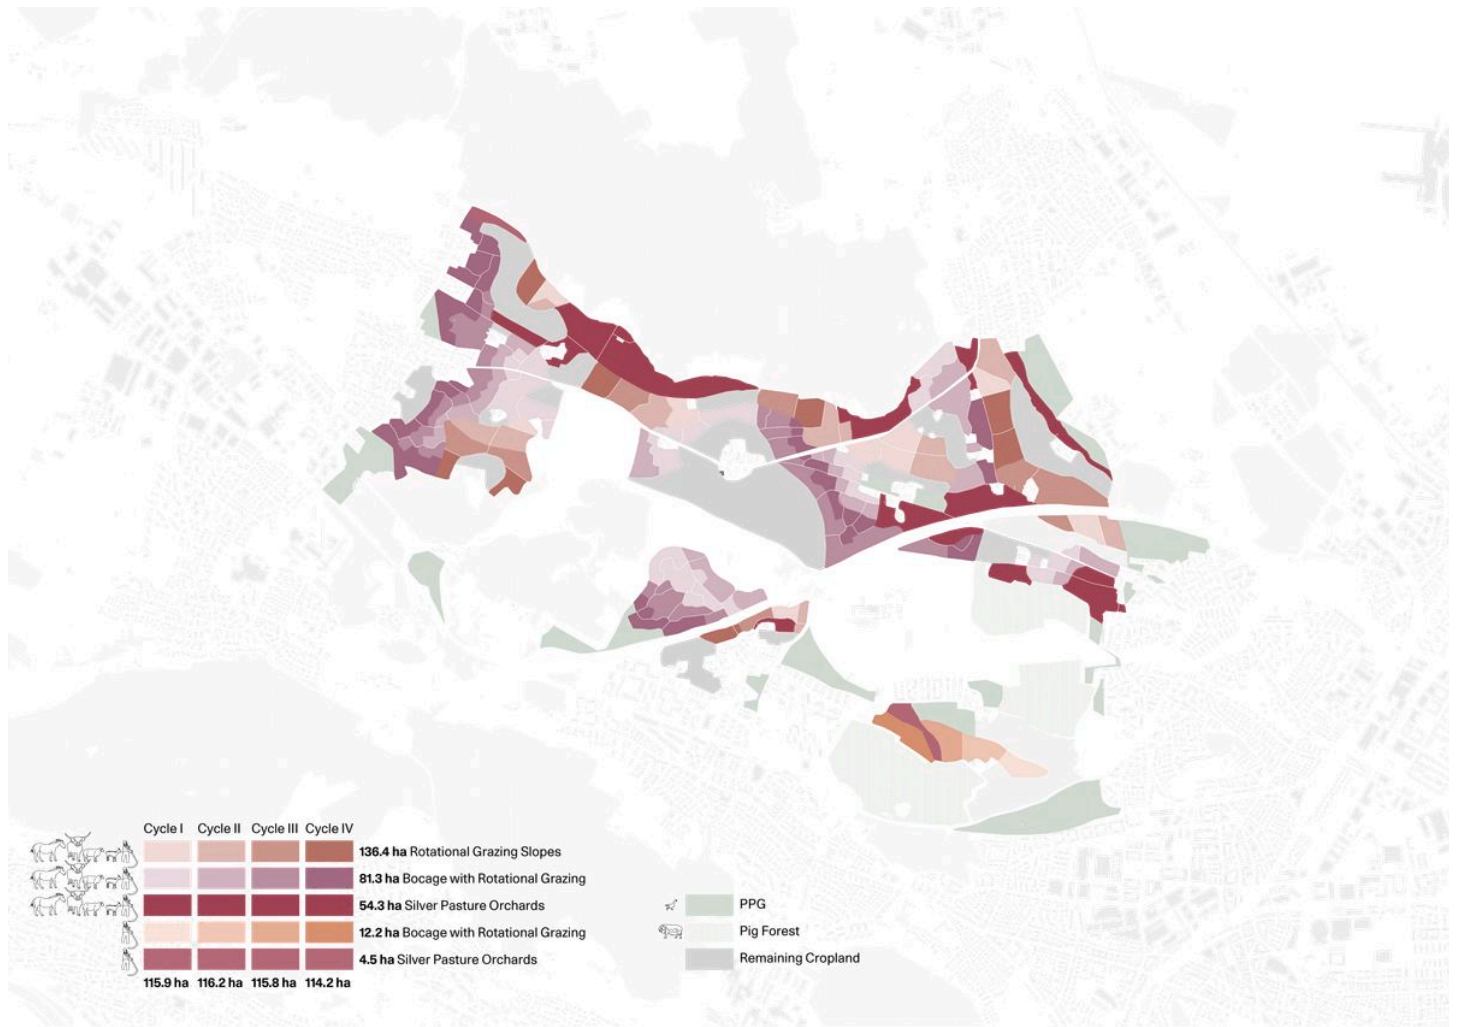 Cycle I Cycle II Cycle III Cycle IV
136.4 ha Rotational Grazing Slopes
81.3 ha Bocage with Rotational Grazing
54.3 ha Silver Pasture Orchards
12.2 ha Bocage with Rotational Grazing
4.5 ha Silver Pasture Orchards
115.9 ha 116.2 ha 115.8 ha 114.2 ha
PPG
Pig Forest
Remaining Cropland